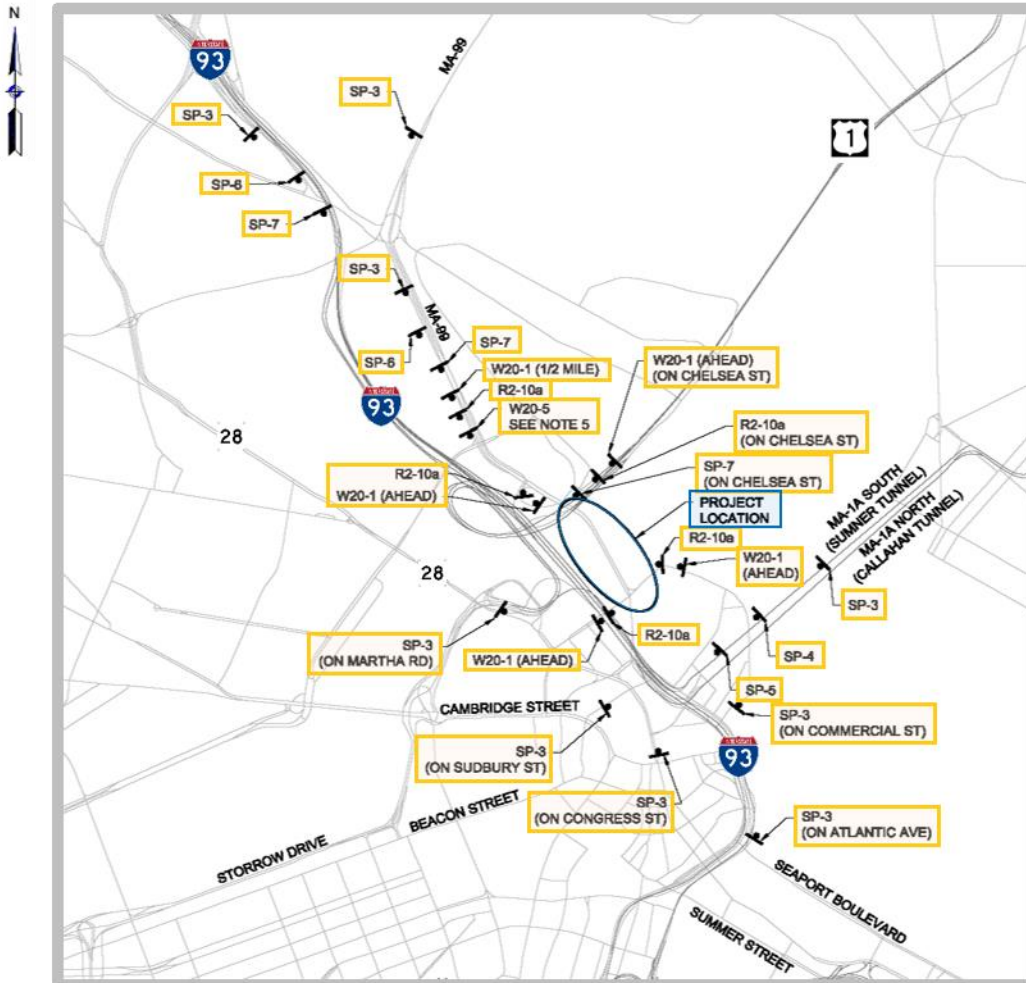 N
93
MA-99
SP-3
1
SP-3
SP-6
SP-7
SP-3
MA-99
SP-6
SP-7
W20-1 (1/2 MILE)
R2-10a
W20-5
SEE NOTE 5
W20-1 (AHEAD)
(ON CHELSEA ST)
93
28
R2-10a
(ON CHELSEA ST)
SP-7
(ON CHELSEA ST)
R2-10a
W20-1 (AHEAD)
PROJECT
LOCATION
MA-1A SOUTH
(SUMNER TUNNEL)
MA-1A NORTH
(CALLAHAN TUNNEL)
R2-10a
W20-1
(AHEAD)
28
SP-3
SP-3
(ON MARTHA RD)
W20-1 (AHEAD)
R2-10a
SP-4
SP-5
CAMBRIDGE STREET
SP-3
(ON COMMERCIAL ST)
SP-3
(ON SUDBURY ST)
93
SP-3
(ON CONGRESS ST)
BEACON STREET
SP-3
(ON ATLANTIC AVE)
STORROW DRIVE
SEAPORT BOULEVARD
SUMMER STREET